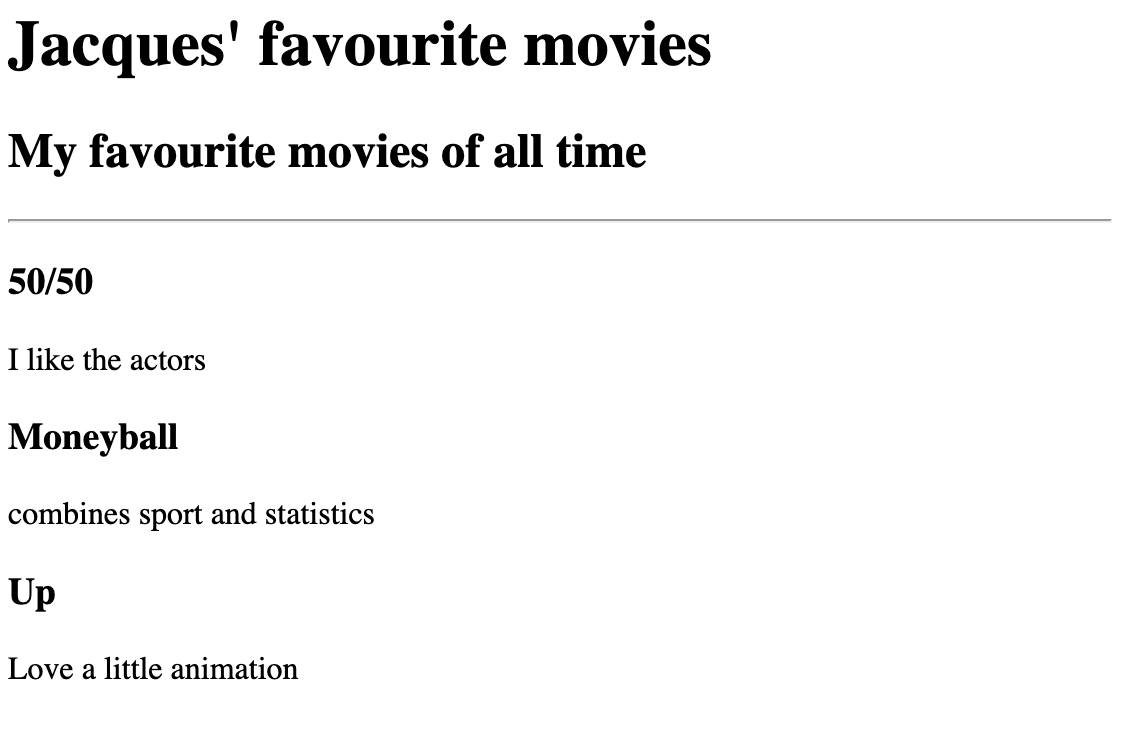 Jacques' favourite movies
My favourite movies of all time
50/50
I like the actors
Moneyball
combines sport and statistics
Up
Love a little animation